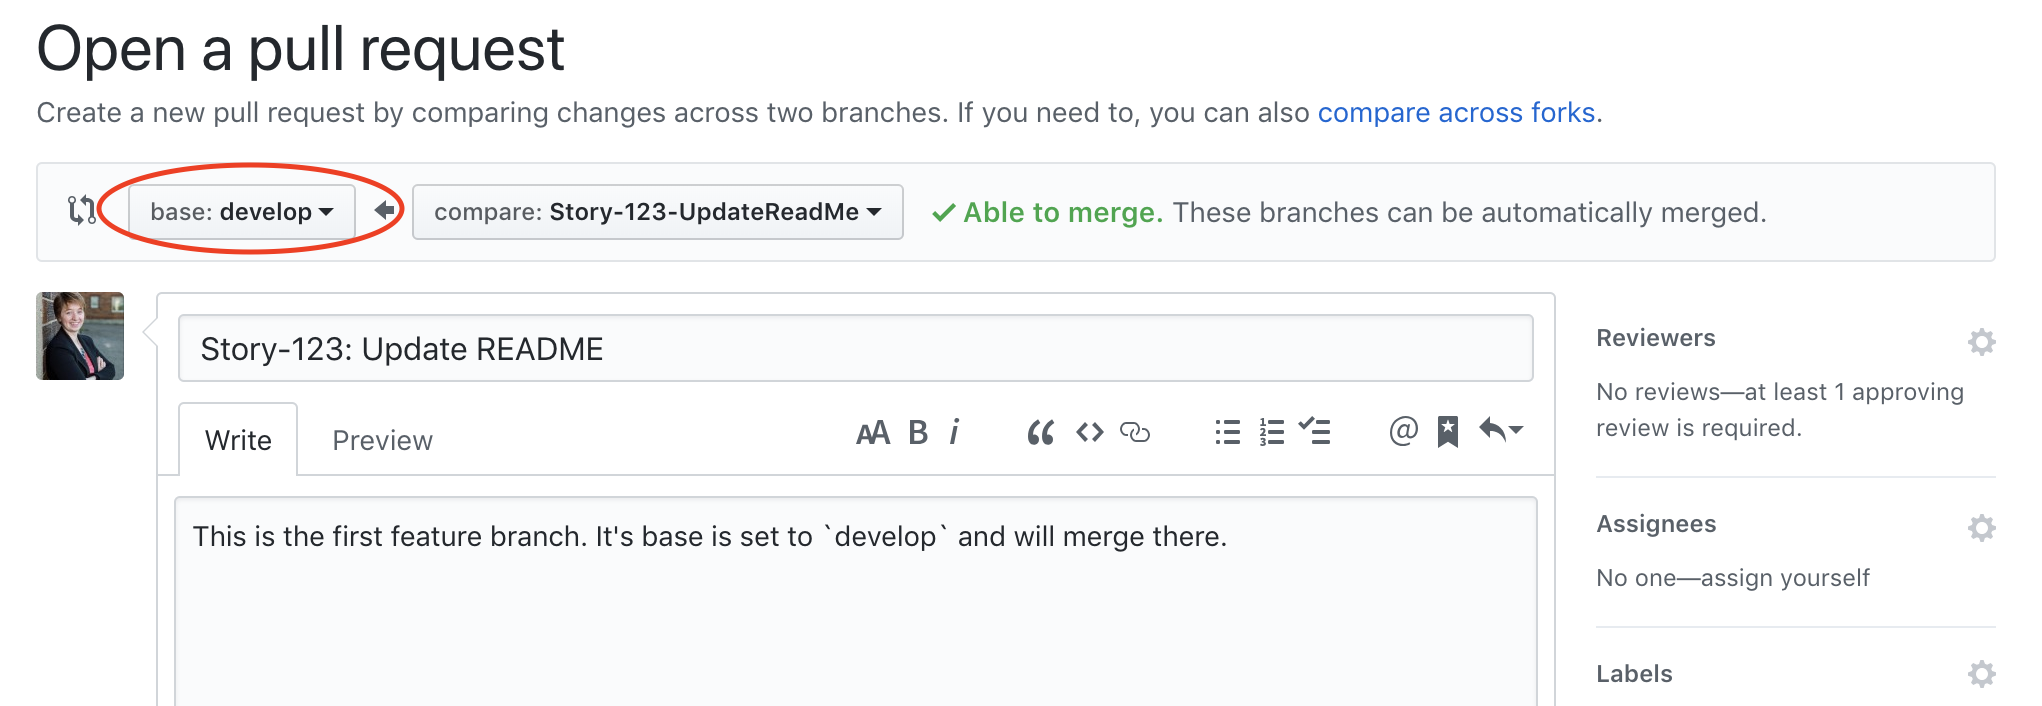 Open a pull request
Create a new pull request by comparing changes across two branches. If you need to, you can also compare across forks.
base: develop compare: Story-123-UpdateReadMe Able to merge. These branches can be automatically merged.
Story-123: Update README
Write Preview AA B i @
This is the first feature branch. It's base is set to `develop` and will merge there.
Reviewers
No reviews—at least 1 approving
review is required.
Assignees
No one—assign yourself
Labels